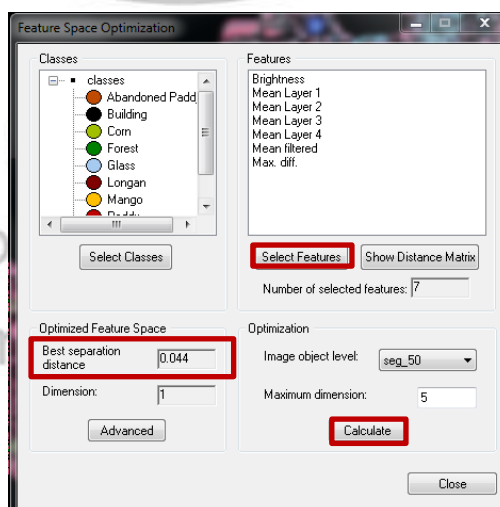 Feature Space Optimization
Classes
classes
Abandoned Padd
Building
Corn
Forest
Glass
Longan
Mango
Select Classes
Features
Brightness
Mean Layer 1
Mean Layer 2
Mean Layer 3
Mean Layer 4
Mean filtered
Max. diff.
Select Features
Show Distance Matrix
Number of selected features: 7
Optimized Feature Space
Best separation
distance
0.044
Dimension: 1
Advanced
Optimization
Image object level: seg_50
Maximum dimension: 5
Calculate
Close